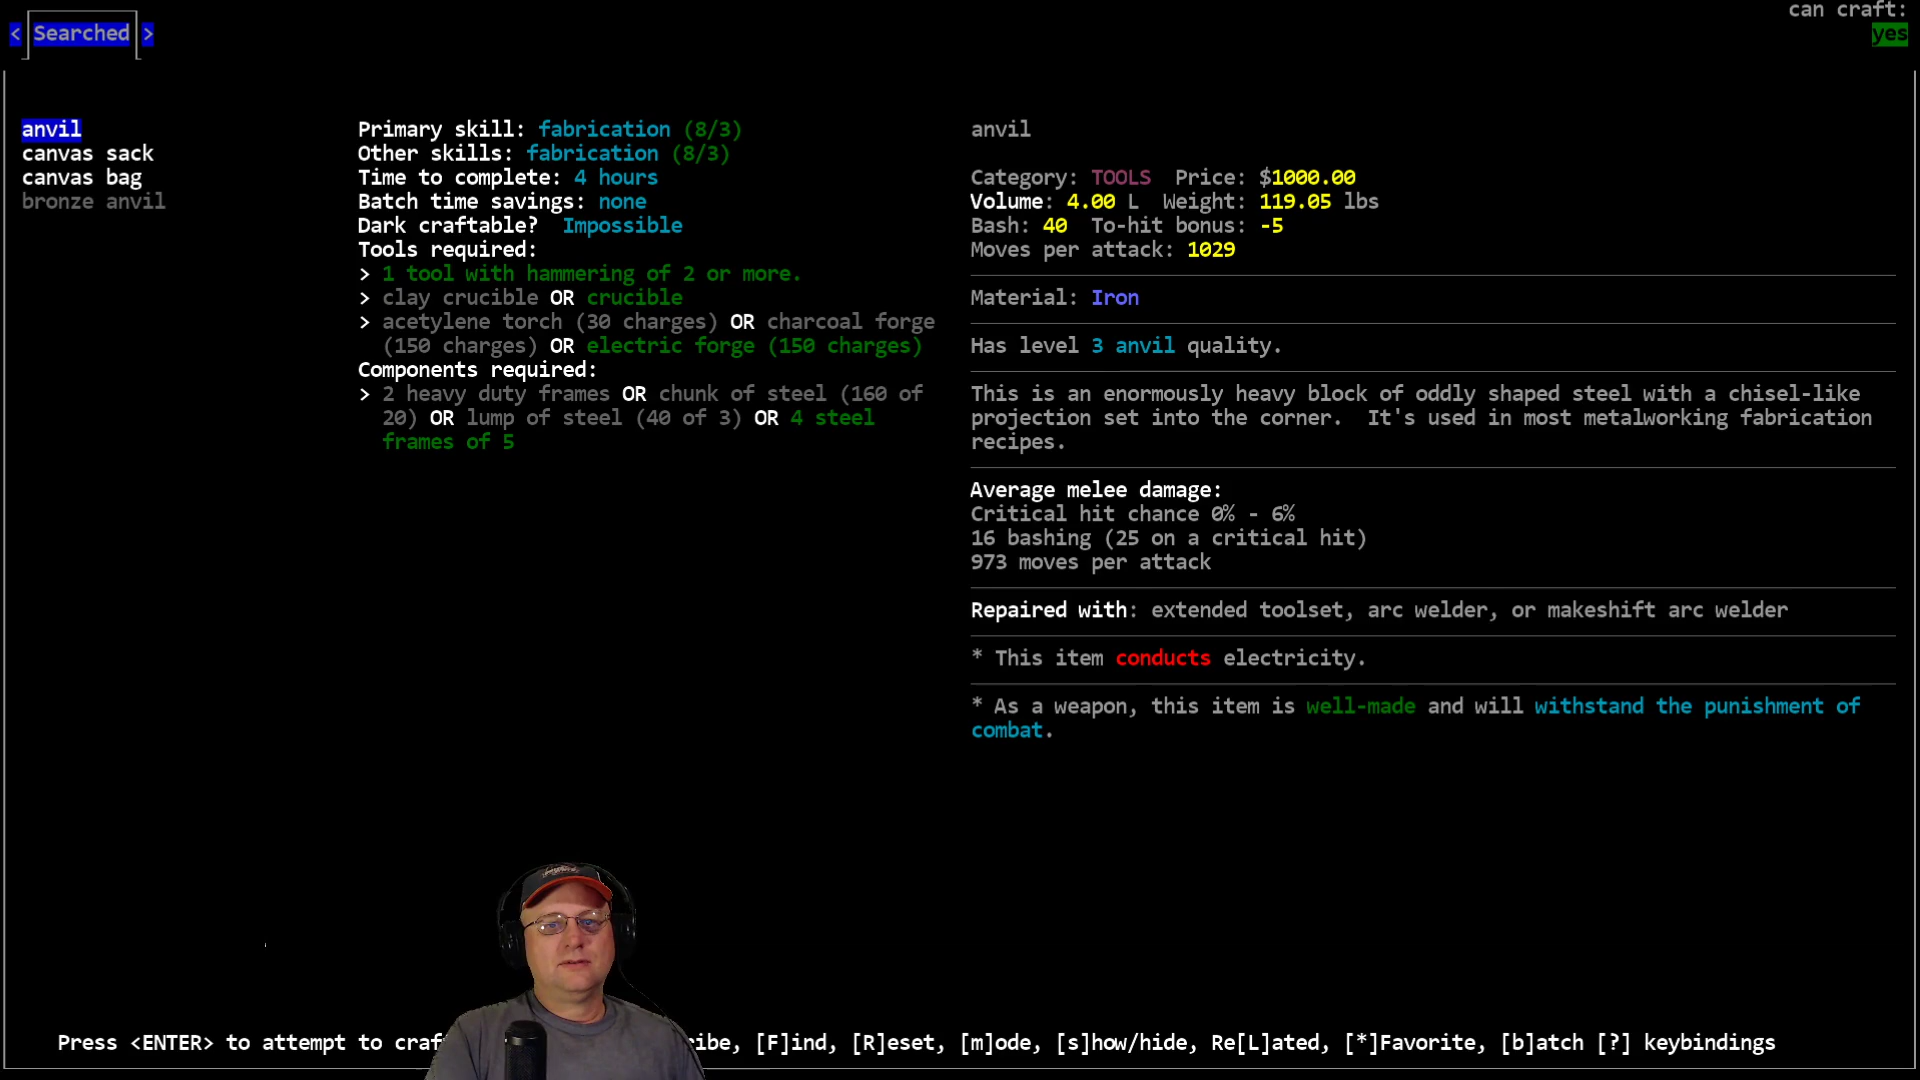 can craft:
< Searched >
yes
anvil
canvas sack
canvas bag
bronze anvil
Primary skill: fabrication (8/3)
Other skills: fabrication (8/3)
Time to complete: 4 hours
Batch time savings: none
Dark craftable?  Impossible
Tools required:
> 1 tool with hammering of 2 or more.
> clay crucible OR crucible
> acetylene torch (30 charges) OR charcoal forge
(150 charges) OR electric forge (150 charges)
Components required:
> 2 heavy duty frames OR chunk of steel (160 of
20) OR lump of steel (40 of 3) OR 4 steel
frames of 5
anvil
Category: TOOLS  Price: $1000.00
Volume: 4.00 L  Weight: 119.05 lbs
Bash: 40  To-hit bonus: -5
Moves per attack: 1029
Material: Iron
Has level 3 anvil quality.
This is an enormously heavy block of oddly shaped steel with a chisel-like
projection set into the corner.  It's used in most metalworking fabrication
recipes.
Average melee damage:
Critical hit chance 0% - 6%
16 bashing (25 on a critical hit)
973 moves per attack
Repaired with: extended toolset, arc welder, or makeshift arc welder
* This item conducts electricity.
* As a weapon, this item is well-made and will withstand the punishment of
combat.
Press <ENTER> to attempt to craf ribe, [F]ind, [R]eset, [m]ode, [s]how/hide, Re[L]ated, [*]Favorite, [b]atch [?] keybindings